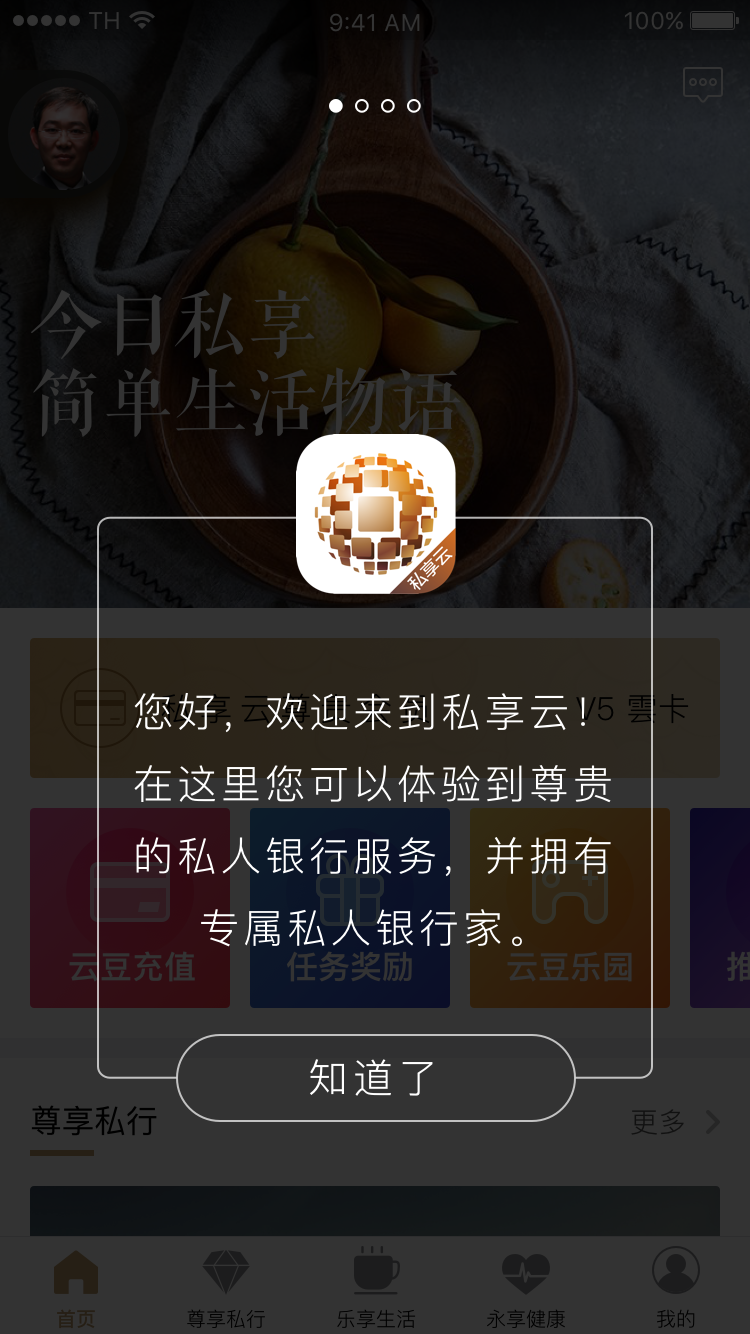 TH
9:41 AM
100%
今日私享
简单生活物语
私享云
V5 雲卡
您好，欢迎来到私享云！
在这里您可以体验到尊贵
的私人银行服务，并拥有
专属私人银行家。
云豆充值
任务奖励
云豆乐园
推
知道了
尊享私行
更多
首页
尊享私行
乐享生活
永享健康
我的